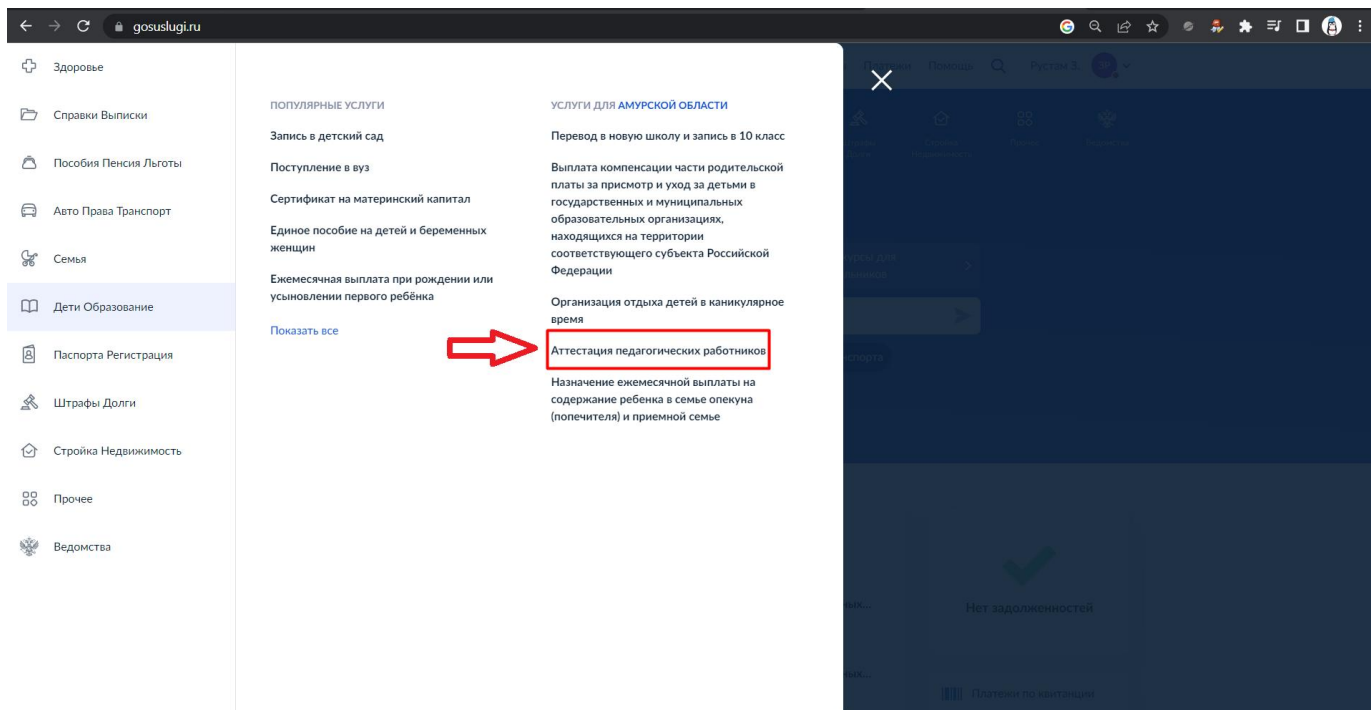 gosuslugi.ru
Здоровье
Справки Выписки
Пособия Пенсия Льготы
Авто Права Транспорт
Семья
Дети Образование
Паспорта Регистрация
Штрафы Долги
Стройка Недвижимость
Прочее
Ведомства
ПОПУЛЯРНЫЕ УСЛУГИ
Запись в детский сад
Поступление в вуз
Сертификат на материнский капитал
Единое пособие на детей и беременных
женщин
Ежемесячная выплата при рождении или
усыновлении первого ребёнка
Показать все
УСЛУГИ ДЛЯ АМУРСКОЙ ОБЛАСТИ
Перевод в новую школу и запись в 10 класс
Выплата компенсации части родительской
платы за присмотр и уход за детьми в
государственных и муниципальных
образовательных организациях,
находящихся на территории
соответствующего субъекта Российской
Федерации
Организация отдыха детей в каникулярное
время
Аттестация педагогических работников
Назначение ежемесячной выплаты на
содержание ребенка в семье опекуна
(попечителя) и приемной семье
Платежи Помощь Рустам З.
Нет задолженностей
Платежи по квитанции